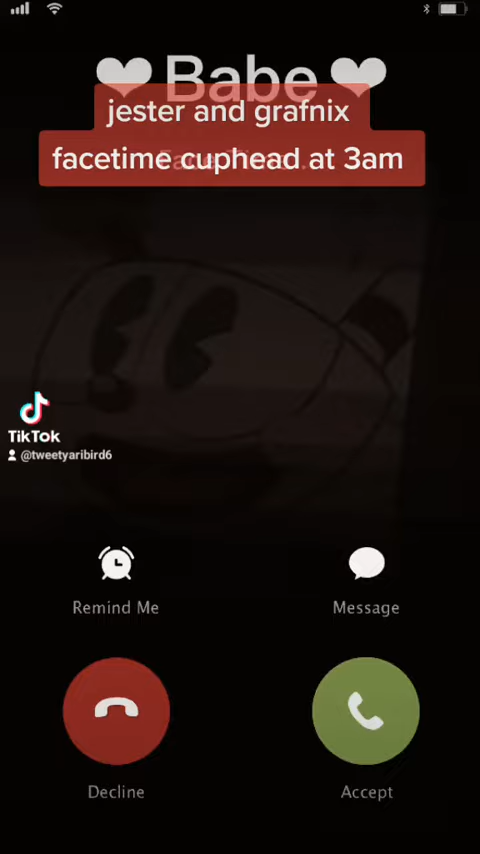 ❤Babe❤
jester and grafnix
facetime cuphead at 3am
TikTok
@tweetyaribird6
Remind Me
Message
Decline
Accept